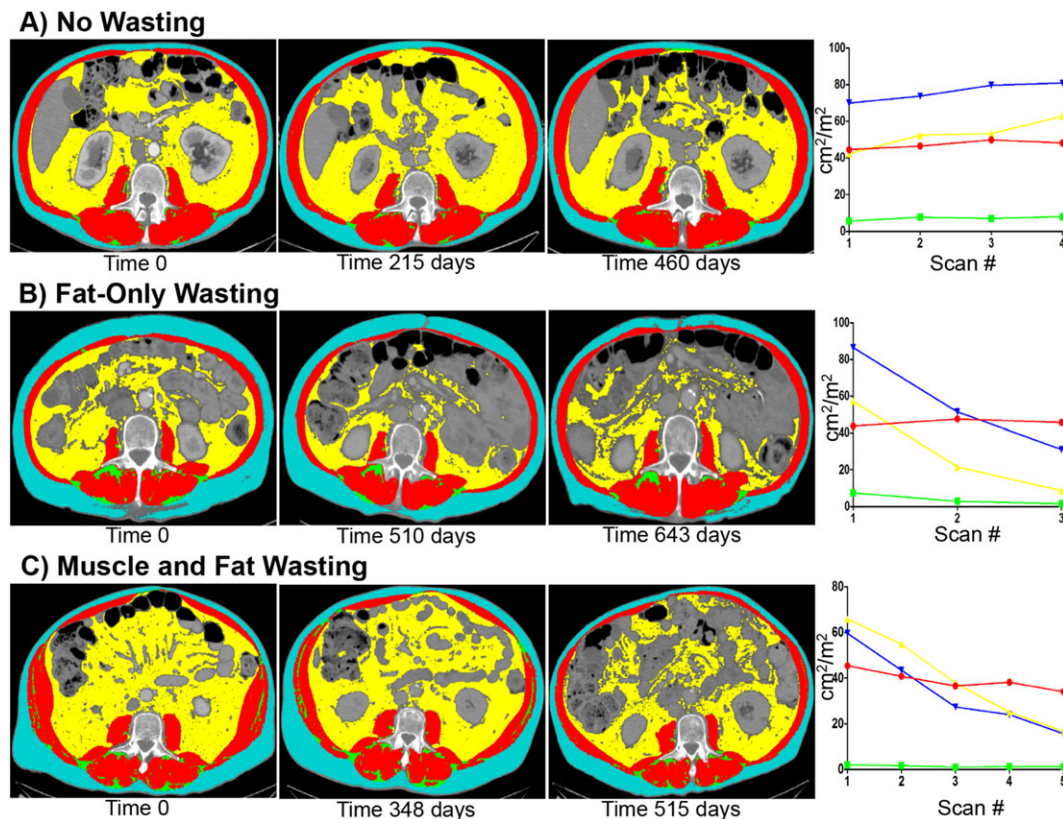 A) No Wasting
Time 0
Time 215 days
Time 460 days
cm²/m²
100
80
60
40
20
0
1
2
3
4
Scan #
B) Fat-Only Wasting
Time 0
Time 510 days
Time 643 days
cm²/m²
100
80
60
40
20
0
1
2
3
Scan #
C) Muscle and Fat Wasting
Time 0
Time 348 days
Time 515 days
cm²/m²
80
60
40
20
0
1
2
3
4
5
Scan #